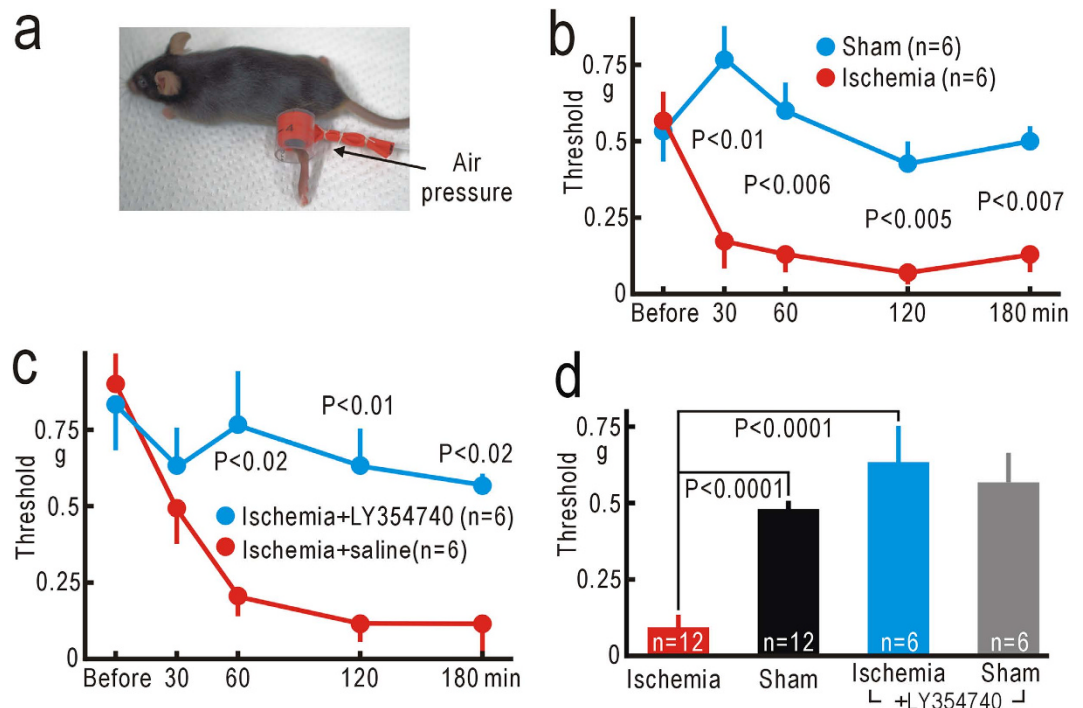 a
-4
Air
pressure
b
Threshold
g
0.75
0.5
0.25
0
Sham (n=6)
Ischemia (n=6)
P<0.01
P<0.006
P<0.005
P<0.007
Before 30 60 120 180 min
c
Threshold
g
0.75
0.5
0.25
0
P<0.02
P<0.01
P<0.02
Ischemia+LY354740 (n=6)
Ischemia+saline(n=6)
Before 30 60 120 180 min
d
Threshold
g
0.75
0.5
0.25
0
P<0.0001
P<0.0001
n=12 n=12 n=6 n=6
Ischemia Sham Ischemia Sham
+LY354740